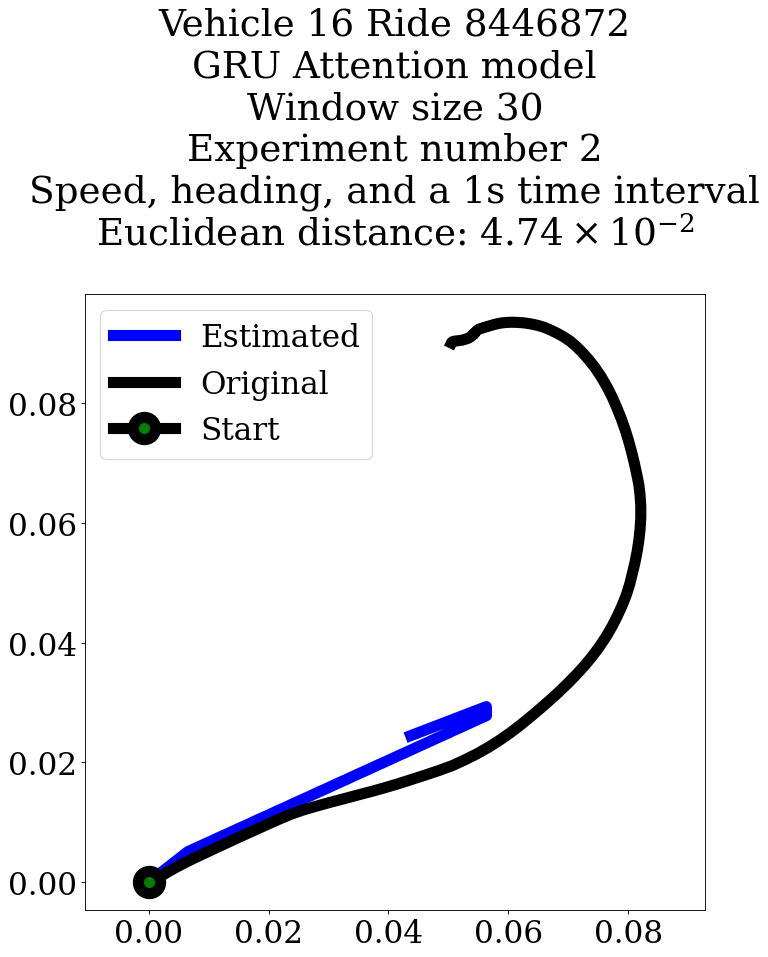 Vehicle 16 Ride 8446872
GRU Attention model
Window size 30
Experiment number 2
Speed, heading, and a 1s time interval
Euclidean distance: 4.74 × 10⁻²
Estimated
Original
Start
0.08
0.06
0.04
0.02
0.00
0.00 0.02 0.04 0.06 0.08